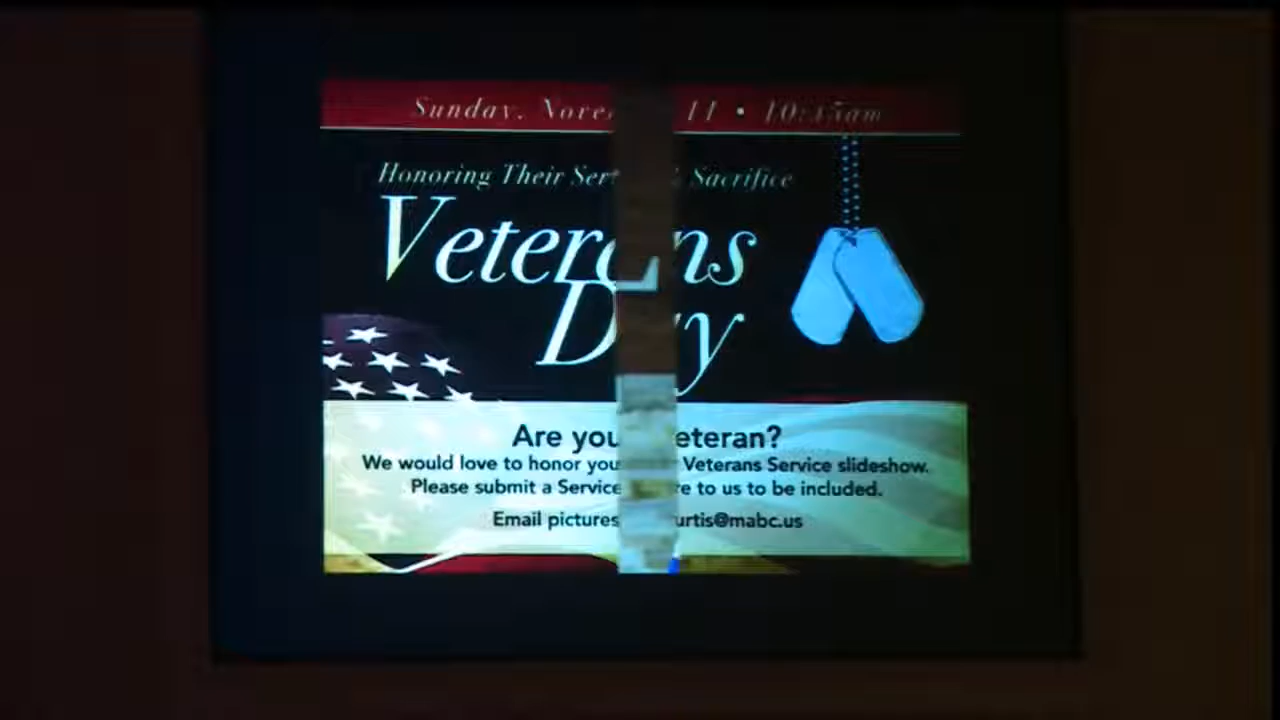 Sunday, Nove 11 • 10:45am
Honoring Their Ser & Sacrifice
Veterans
Day
Are you eteran?
We would love to honor you Veterans Service slideshow.
Please submit a Service re to us to be included.
Email pictures urtis@mabc.us